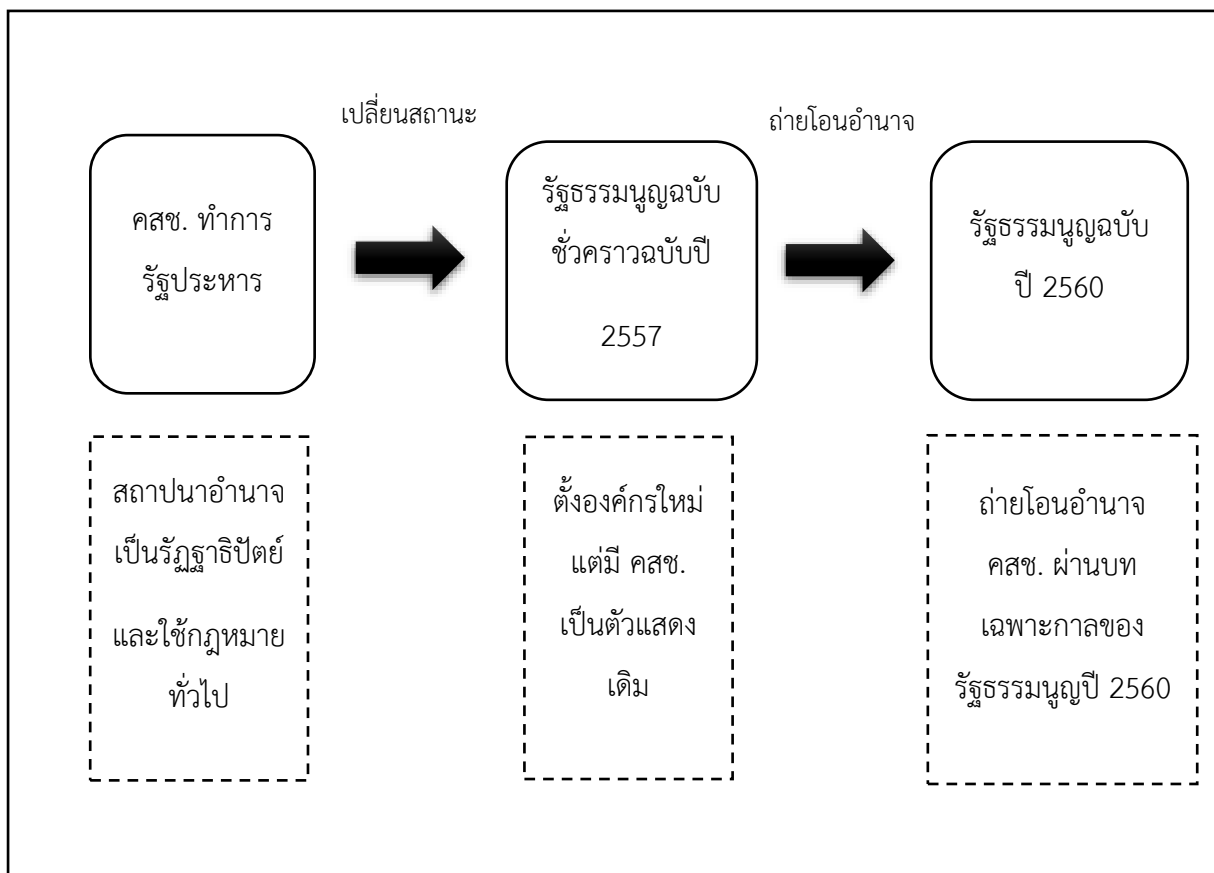 เปลี่ยนสถานะ
ถ่ายโอนอำนาจ
คสช. ทำการ
รัฐประหาร
รัฐธรรมนูญฉบับ
ชั่วคราวฉบับปี
2557
รัฐธรรมนูญฉบับ
ปี 2560
สถาปนาอำนาจ
เป็นรัฏฐาธิปัตย์
และใช้กฎหมาย
ทั่วไป
ตั้งองค์กรใหม่
แต่มี คสช.
เป็นตัวแสดง
เดิม
ถ่ายโอนอำนาจ
คสช. ผ่านบท
เฉพาะกาลของ
รัฐธรรมนูญปี 2560